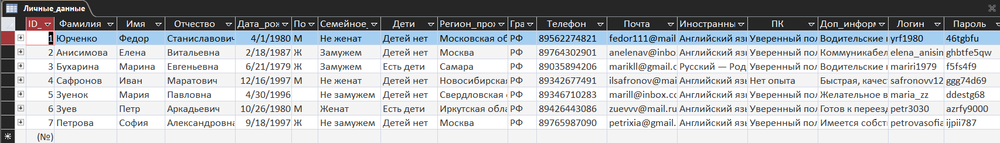 Личные_данные
ID_ Фамилия Имя Отчество Дата_рож По Семейное_ Дети Регион_прох Гра Телефон Почта Иностранны ПК Доп_информ Логин Пароль
1 Юрченко Федор Станиславович 4/1/1980 М Не женат Детей нет Московская об РФ 89562274821 fedor111@mail Английский язы Уверенный пол Водительские в yrf1980 46tgbfu
2 Анисимова Елена Витальевна 2/18/1987 Ж Замужем Детей нет Москва РФ 89764302901 anelenav@inbo Английский язы Уверенный пол Коммуникабел elena_anisin ghbtfe5qw
3 Бухарина Марина Евгеньевна 6/21/1979 Ж Замужем Есть дети Самара РФ 89035894206 marikll@gmail.c Русский — Род Уверенный пол Водительские в mariri1979 f5fs4f9
4 Сафронов Иван Маратович 12/16/1997 М Не женат Детей нет Новосибирская РФ 89342677491 ilsafronov@mai Английский язы Нет опыта Быстрая, качес safronovv12 ggg74d69
5 Зуенок Мария Павловна 4/30/1996 Не замужем Детей нет Свердловская о РФ 89346710283 marill@inbox.co Английский язы Уверенный пол Желательное в maria_zz ddestg68
6 Зуев Петр Аркадьевич 10/26/1980 М Женат Есть дети Иркутская обла РФ 89426443086 zuevvv@mail.ru Английский язы Уверенный пол Готов к переезд petr3030 azrfy9000
7 Петрова София Александровна 9/18/1997 Ж Не замужем Детей нет Москва РФ 89765987090 petrixia@gmail. Английский язы Уверенный пол Имеется собст petrovasofia ijpii787
(№)